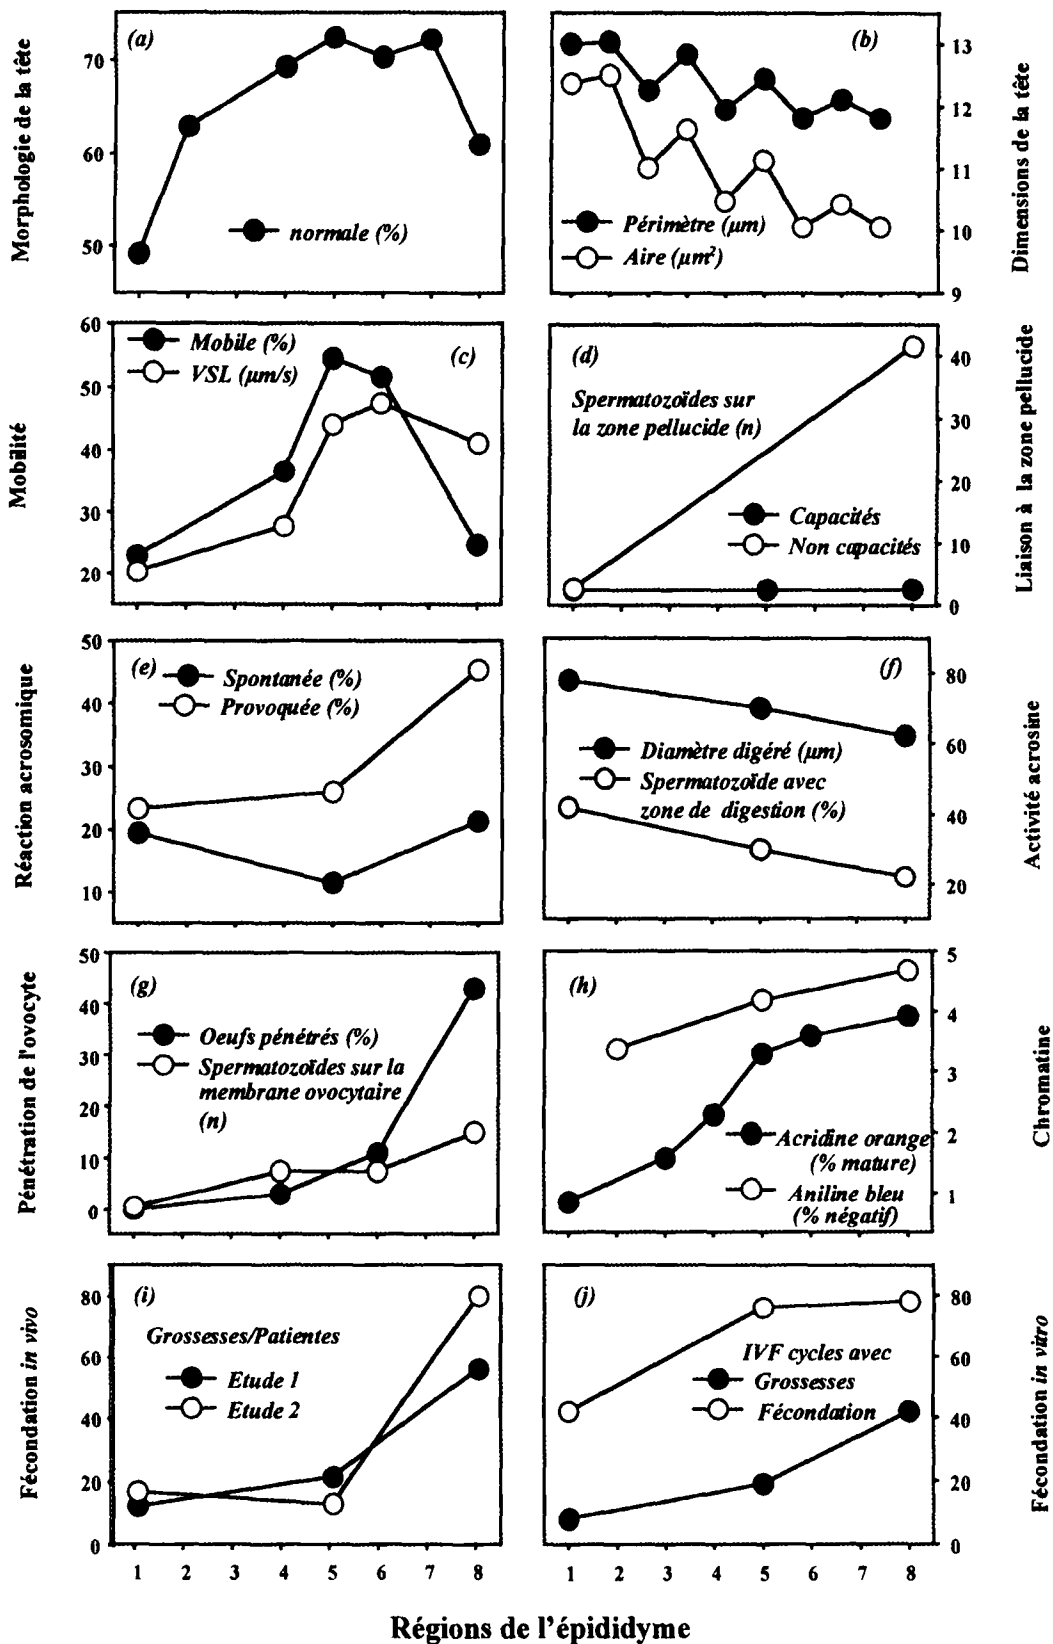 Morphologie de la tête
70
60
50
(a)
normale (%)
(b)
Périmètre (µm)
Aire (µm²)
13
12
11
10
9
Dimensions de la tête
Mobilité
60
50
40
30
20
Mobile (%)
VSL (µm/s)
(c)
(d)
Spermatozoïdes sur
la zone pellucide (n)
Capacités
Non capacités
40
30
20
10
0
Liaison à la zone pellucide
Réaction acrosomique
50
40
30
20
10
(e)
Spontanée (%)
Provoquée (%)
(f)
Diamètre digéré (µm)
Spermatozoïde avec
zone de digestion (%)
80
60
40
20
Activité acrosine
Pénétration de l'ovocyte
50
40
30
20
10
0
(g)
Oeufs pénétrés (%)
Spermatozoïdes sur la
membrane ovocytaire
(n)
(h)
Acridine orange
(% mature)
Aniline bleu
(% négatif)
5
4
3
2
1
Chromatine
Fécondation in vivo
80
60
40
20
0
(i)
Grossesses/Patientes
Etude 1
Etude 2
1 2 3 4 5 6 7 8
(j)
IVF cycles avec
Grossesses
Fécondation
80
60
40
20
0
1 2 3 4 5 6 7 8
Fécondation in vitro
Régions de l'épididyme